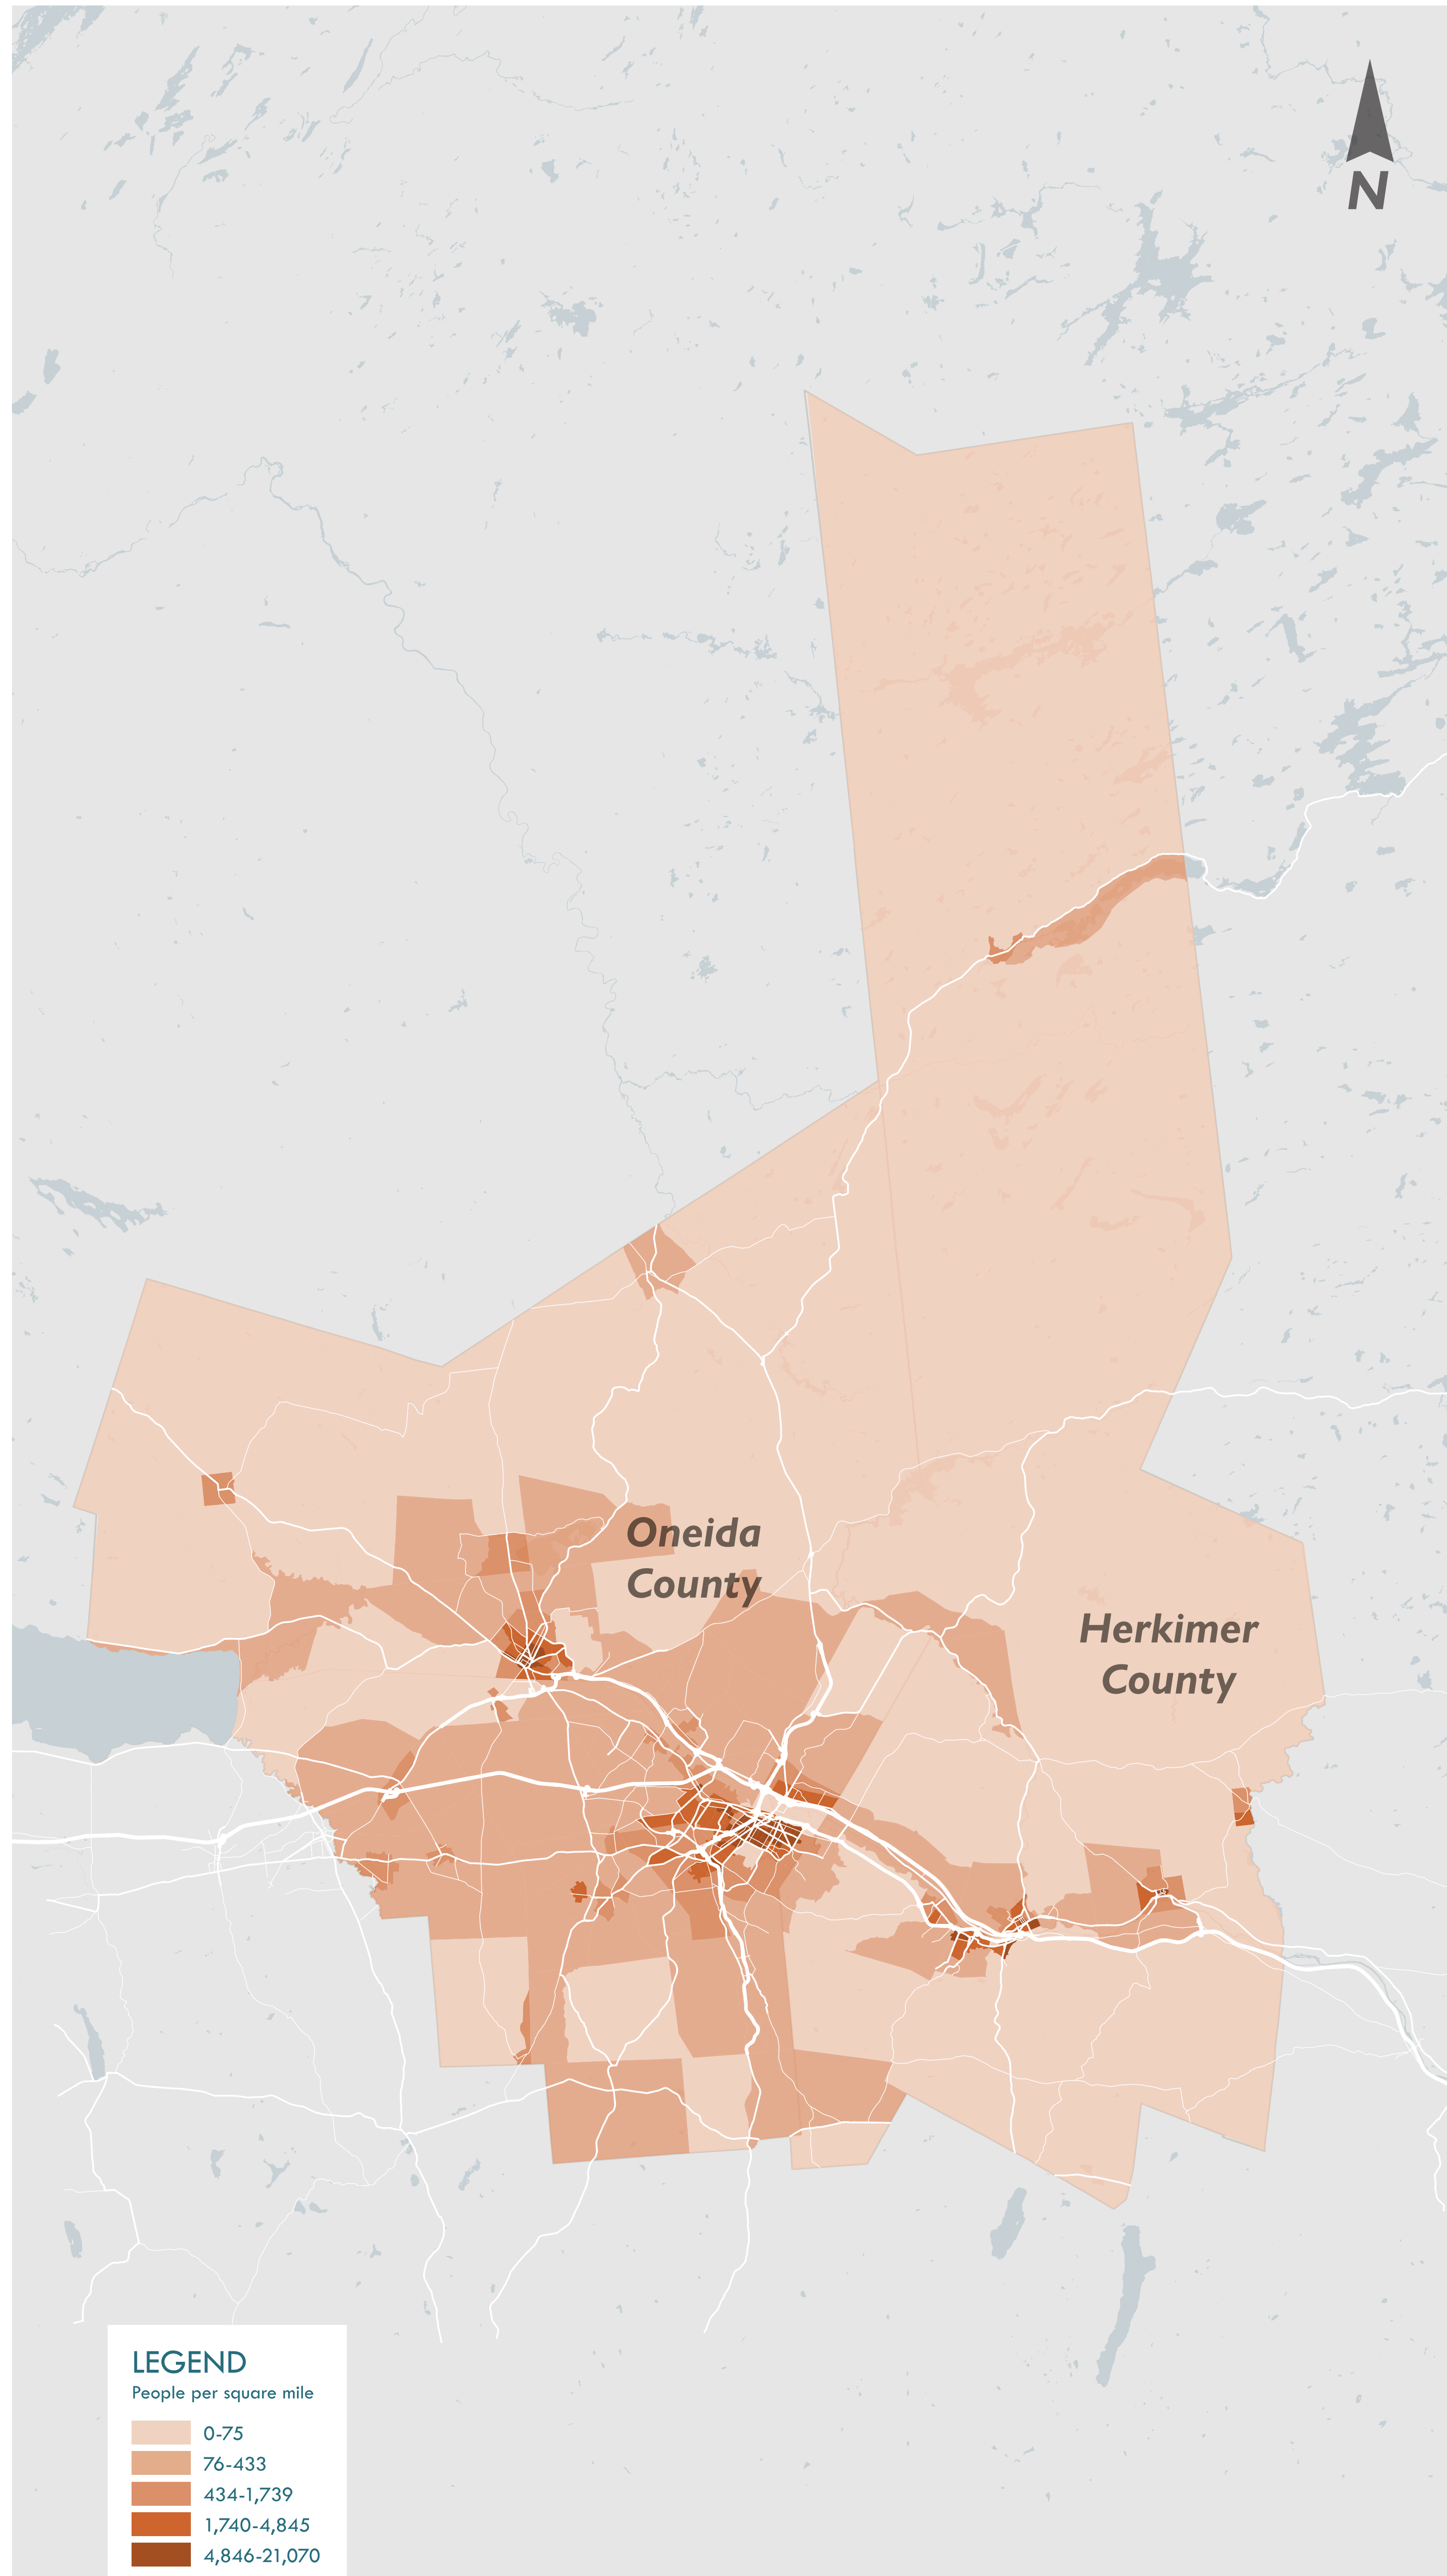 N
Oneida
County
Herkimer
County
LEGEND
People per square mile
0-75
76-433
434-1,739
1,740-4,845
4,846-21,070